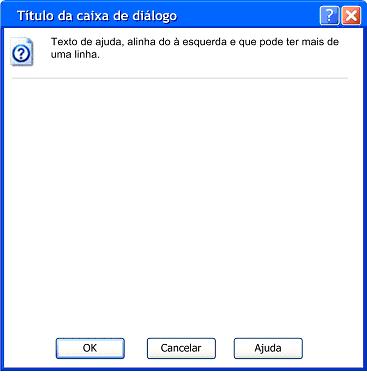 Título da caixa de diálogo
?
Texto de ajuda, alinha do à esquerda e que pode ter mais de
uma linha.
OK
Cancelar
Ajuda